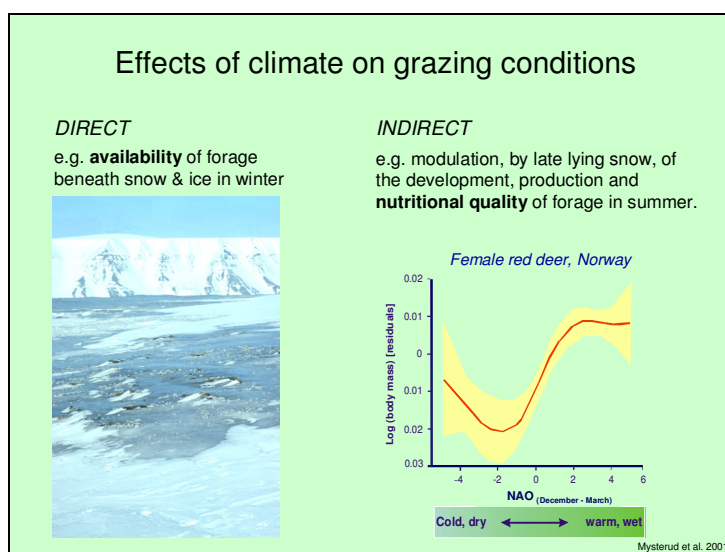 Effects of climate on grazing conditions
DIRECT
e.g. availability of forage
beneath snow & ice in winter
INDIRECT
e.g. modulation, by late lying snow, of
the development, production and
nutritional quality of forage in summer.
Female red deer, Norway
Log (body mass) [residuals]
0.02
0.01
0
0.01
0.02
0.03
-4 -2 0 2 4 6
NAO (December - March)
Cold, dry warm, wet
Mysterud et al. 2001